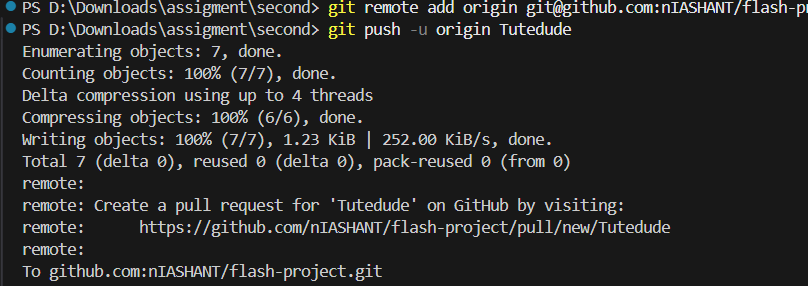 PS D:\Downloads\assigment\second> git remote add origin git@github.com:nIASHANT/flash-pr
PS D:\Downloads\assigment\second> git push -u origin Tutedude
Enumerating objects: 7, done.
Counting objects: 100% (7/7), done.
Delta compression using up to 4 threads
Compressing objects: 100% (6/6), done.
Writing objects: 100% (7/7), 1.23 KiB | 252.00 KiB/s, done.
Total 7 (delta 0), reused 0 (delta 0), pack-reused 0 (from 0)
remote:
remote: Create a pull request for 'Tutedude' on GitHub by visiting:
remote:      https://github.com/nIASHANT/flash-project/pull/new/Tutedude
remote:
To github.com:nIASHANT/flash-project.git